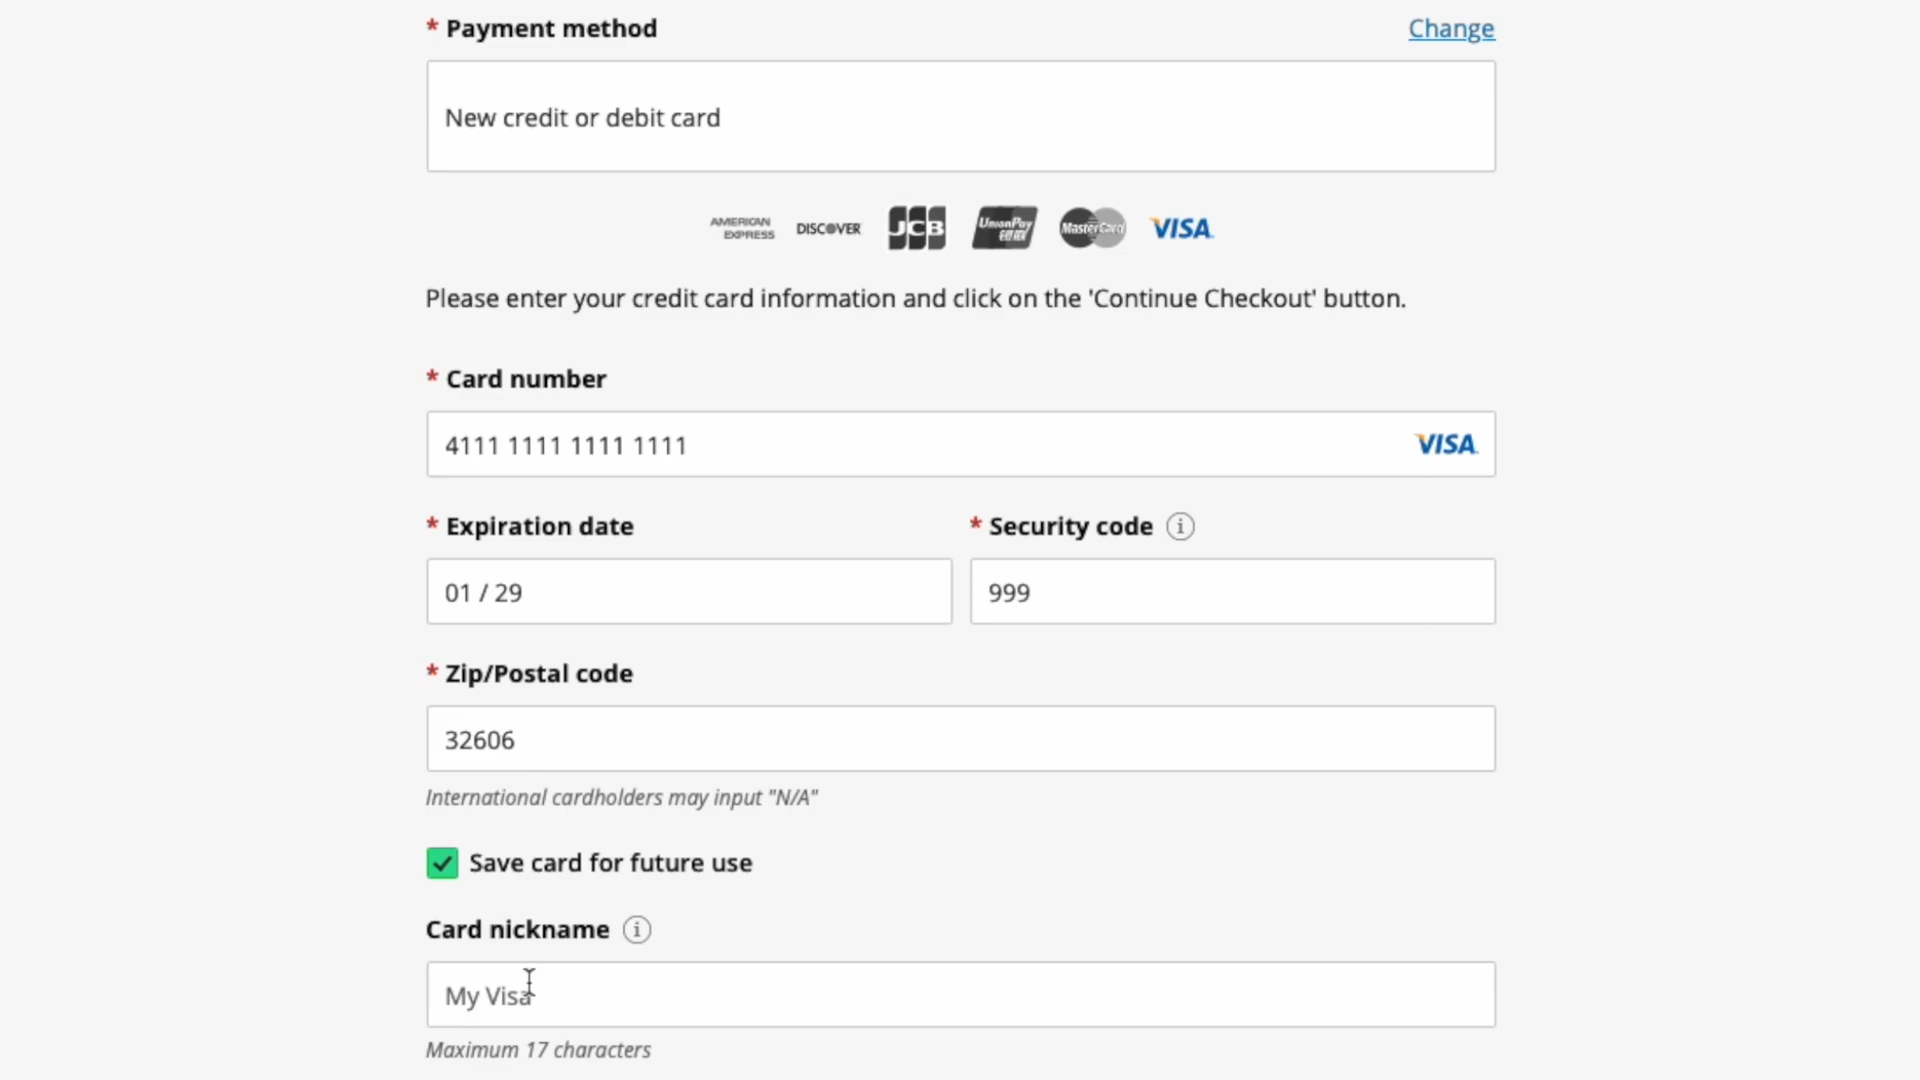 * Payment method Change
New credit or debit card
AMERICAN EXPRESS DISCOVER JCB UnionPay 银联 MasterCard VISA
Please enter your credit card information and click on the 'Continue Checkout' button.
* Card number
4111 1111 1111 1111 VISA
* Expiration date * Security code i
01 / 29 999
* Zip/Postal code
32606
International cardholders may input "N/A"
Save card for future use
Card nickname i
My Visa
Maximum 17 characters